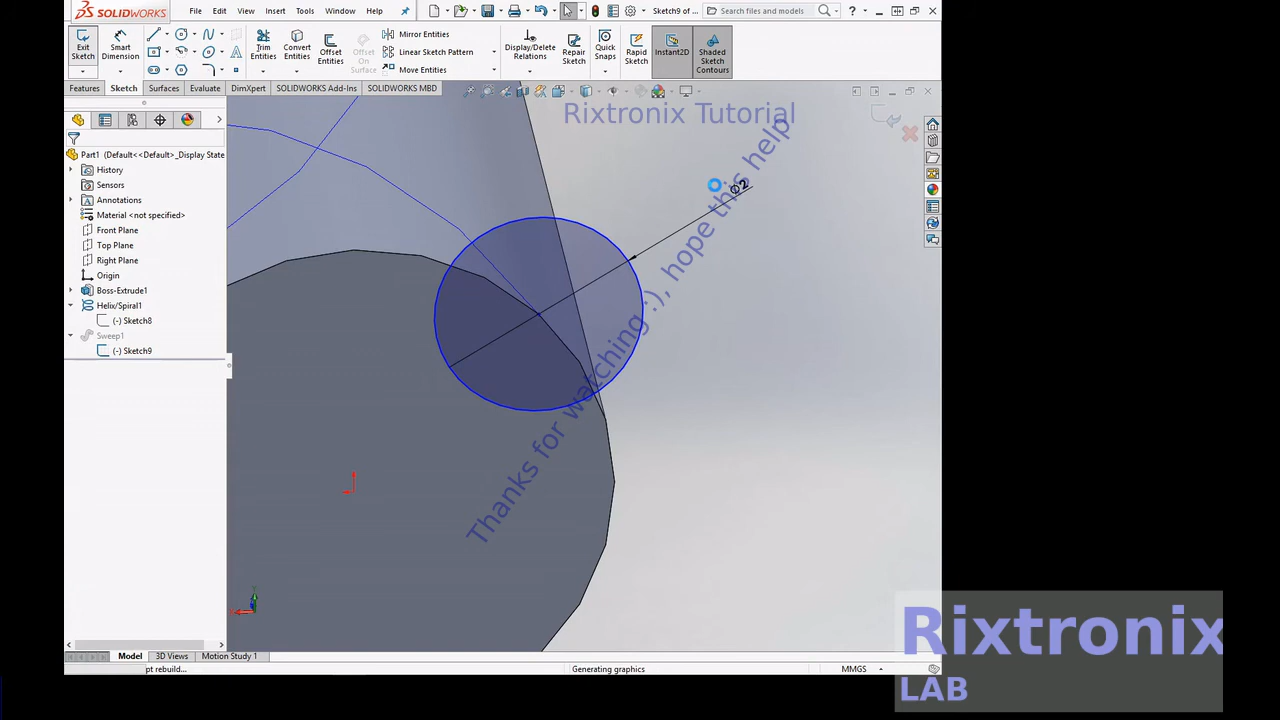 SOLIDWORKS
File
Edit
View
Insert
Tools
Window
Help
Sketch9 of ...
Search files and models
Exit Sketch
Smart Dimension
Trim Entities
Convert Entities
Offset Entities
Offset On Surface
Mirror Entities
Linear Sketch Pattern
Move Entities
Display/Delete Relations
Repair Sketch
Quick Snaps
Rapid Sketch
Instant2D
Shaded Sketch Contours
Features
Sketch
Surfaces
Evaluate
DimXpert
SOLIDWORKS Add-Ins
SOLIDWORKS MBD
Rixtronix Tutorial
Part1 (Default<<Default>_Display State
History
Sensors
Annotations
Material <not specified>
Front Plane
Top Plane
Right Plane
Origin
Boss-Extrude1
Helix/Spiral1
(-) Sketch8
Sweep1
(-) Sketch9
⌀2
Thanks for watching :), hope this help
Model
3D Views
Motion Study 1
pt rebuild...
Generating graphics
MMGS
Rixtronix
LAB